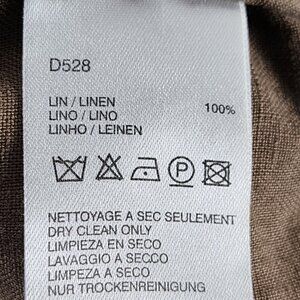 D528
LIN / LINEN 100%
LINO / LINO
LINHO / LEINEN
P
NETTOYAGE A SEC SEULEMENT
DRY CLEAN ONLY
LIMPIEZA EN SECO
LAVAGGIO A SECCO
LIMPEZA A SECO
NUR TROCKENREINIGUNG